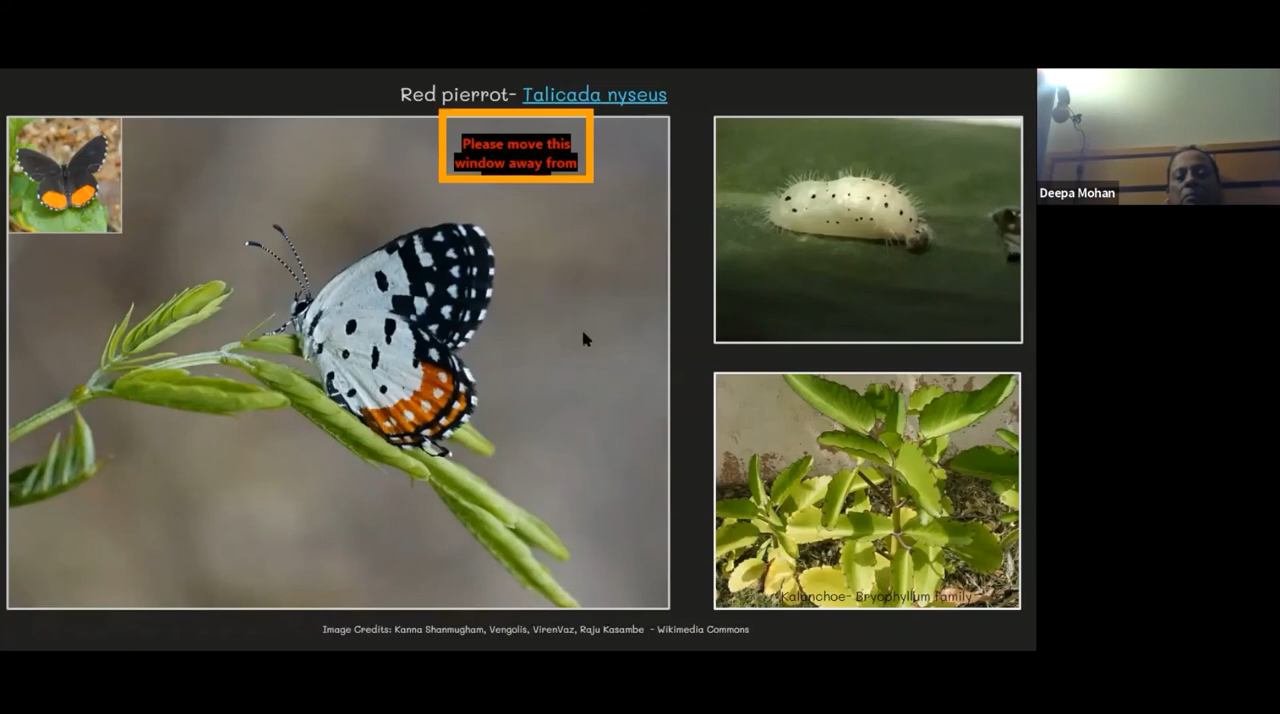 Red pierrot- Talicada nyseus
Please move this
window away from
Deepa Mohan
Kalanchoe- Bryophyllum family
Image Credits: Kanna Shanmugham, Vengolis, VirenVaz, Raju Kasambe - Wikimedia Commons